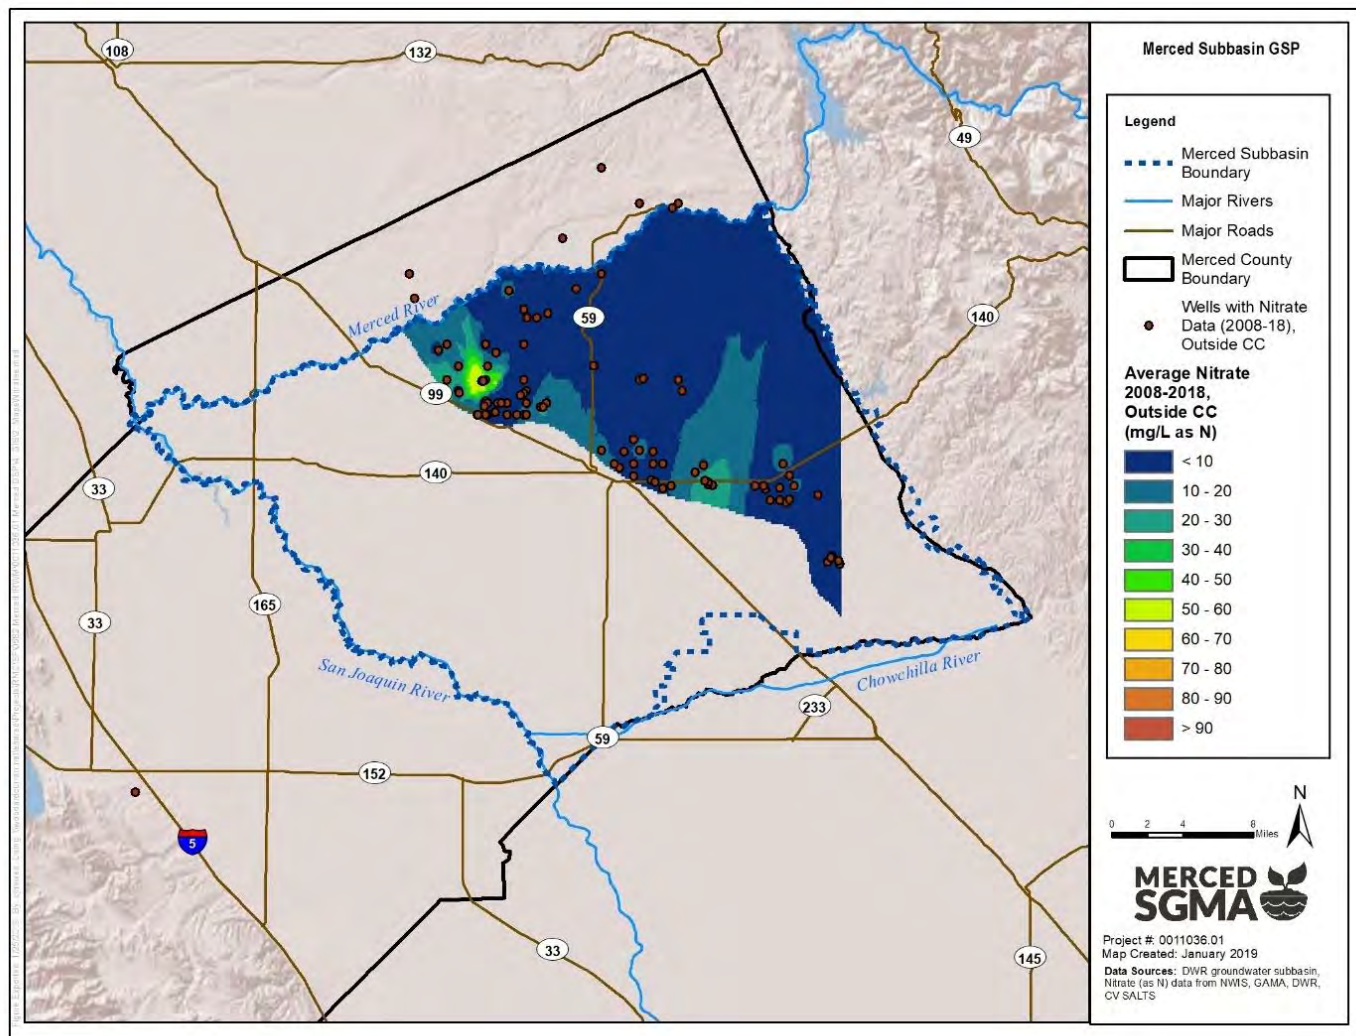 108
132
49
Merced River
59
140
99
140
33
165
33
San Joaquin River
Chowchilla River
233
59
152
5
33
145
Merced Subbasin GSP
Legend
Merced Subbasin
Boundary
Major Rivers
Major Roads
Merced County
Boundary
Wells with Nitrate
Data (2008-18),
Outside CC
Average Nitrate
2008-2018,
Outside CC
(mg/L as N)
< 10
10 - 20
20 - 30
30 - 40
40 - 50
50 - 60
60 - 70
70 - 80
80 - 90
> 90
N
0 2 4 8
Miles
MERCED
SGMA
Project #: 0011036.01
Map Created: January 2019
Data Sources: DWR groundwater subbasin,
Nitrate (as N) data from NWIS, GAMA, DWR,
CV SALTS